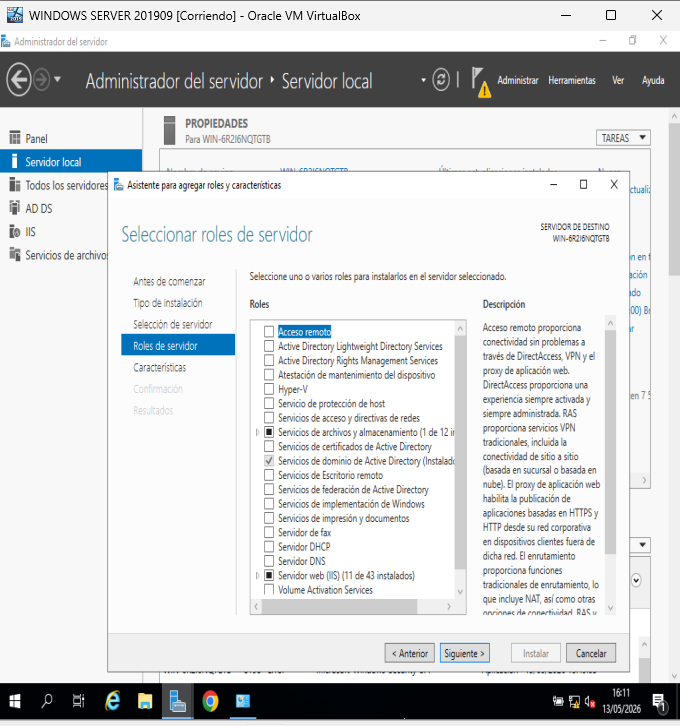 WINDOWS SERVER 201909 [Corriendo] - Oracle VM VirtualBox
Administrador del servidor
Administrador del servidor • Servidor local
Administrar Herramientas Ver Ayuda
Panel
Servidor local
Todos los servidores
AD DS
IIS
Servicios de archivos
PROPIEDADES
Para WIN-6R2I6NQTGTB
TAREAS
Asistente para agregar roles y características
Seleccionar roles de servidor
SERVIDOR DE DESTINO
WIN-6R2I6NQTGTB
Antes de comenzar
Tipo de instalación
Selección de servidor
Roles de servidor
Características
Confirmación
Resultados
Seleccione uno o varios roles para instalarlos en el servidor seleccionado.
Roles
Acceso remoto
Active Directory Lightweight Directory Services
Active Directory Rights Management Services
Atestación de mantenimiento del dispositivo
Hyper-V
Servicio de protección de host
Servicios de acceso y directivas de redes
Servicios de archivos y almacenamiento (1 de 12 in
Servicios de certificados de Active Directory
Servicios de dominio de Active Directory (Instalado
Servicios de Escritorio remoto
Servicios de federación de Active Directory
Servicios de implementación de Windows
Servicios de impresión y documentos
Servidor de fax
Servidor DHCP
Servidor DNS
Servidor web (IIS) (11 de 43 instalados)
Volume Activation Services
Descripción
Acceso remoto proporciona
conectividad sin problemas a
través de DirectAccess, VPN y el
proxy de aplicación web.
DirectAccess proporciona una
experiencia siempre activada y
siempre administrada. RAS
proporciona servicios VPN
tradicionales, incluida la
conectividad de sitio a sitio
(basada en sucursal o basada en
nube). El proxy de aplicación web
habilita la publicación de
aplicaciones basadas en HTTPS y
HTTP desde su red corporativa
en dispositivos clientes fuera de
dicha red. El enrutamiento
proporciona funciones
tradicionales de enrutamiento, lo
que incluye NAT, así como otras
opciones de conectividad. RAS y
< Anterior
Siguiente >
Instalar
Cancelar
16:11
13/05/2026
1